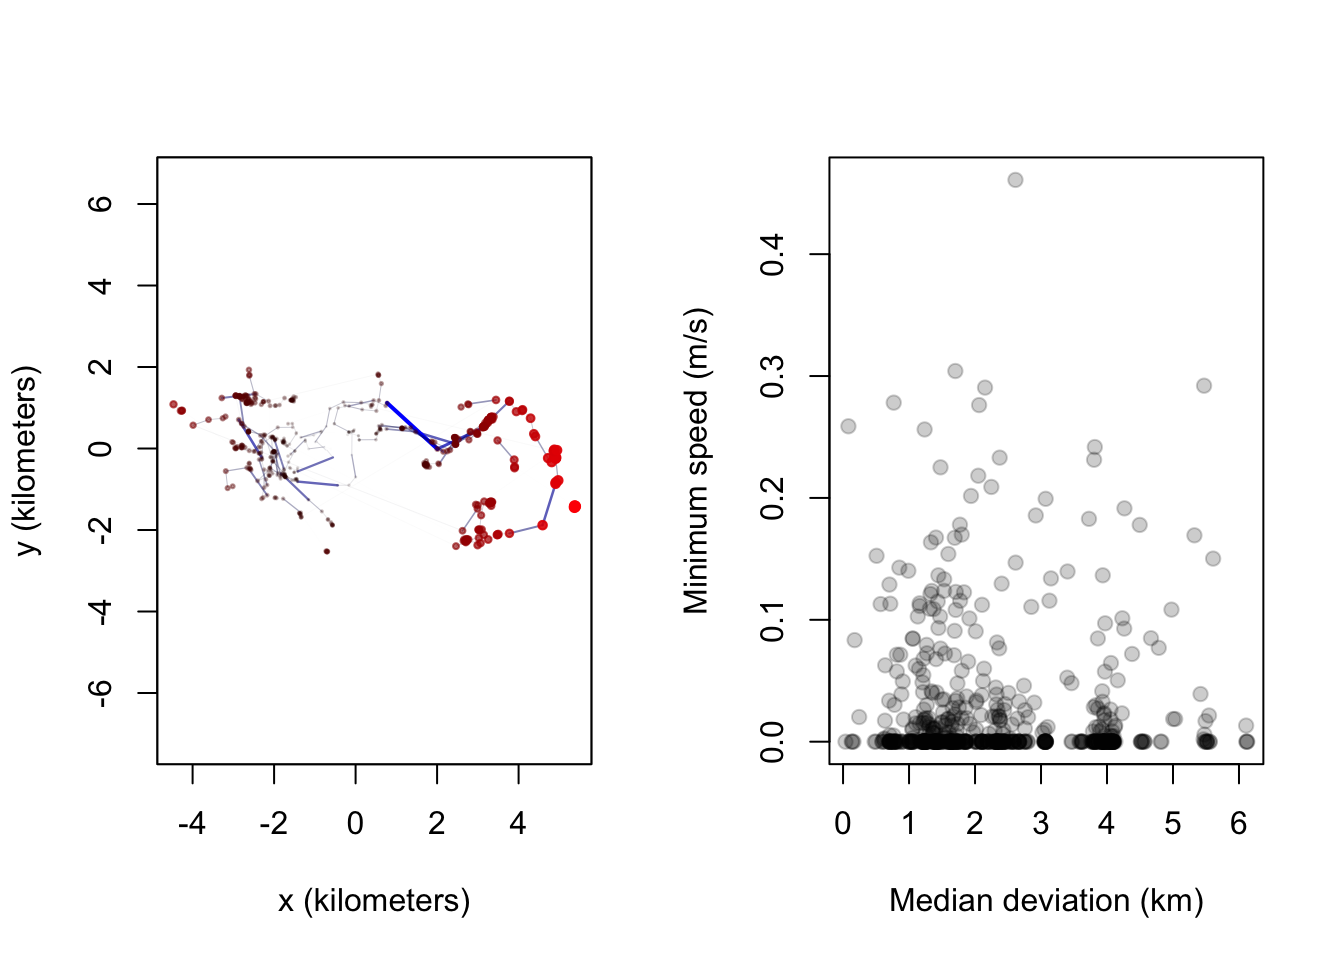 y (kilometers)
6
4
2
0
-2
-4
-6
-4 -2 0 2 4
x (kilometers)
Minimum speed (m/s)
0.4
0.3
0.2
0.1
0.0
0 1 2 3 4 5 6
Median deviation (km)